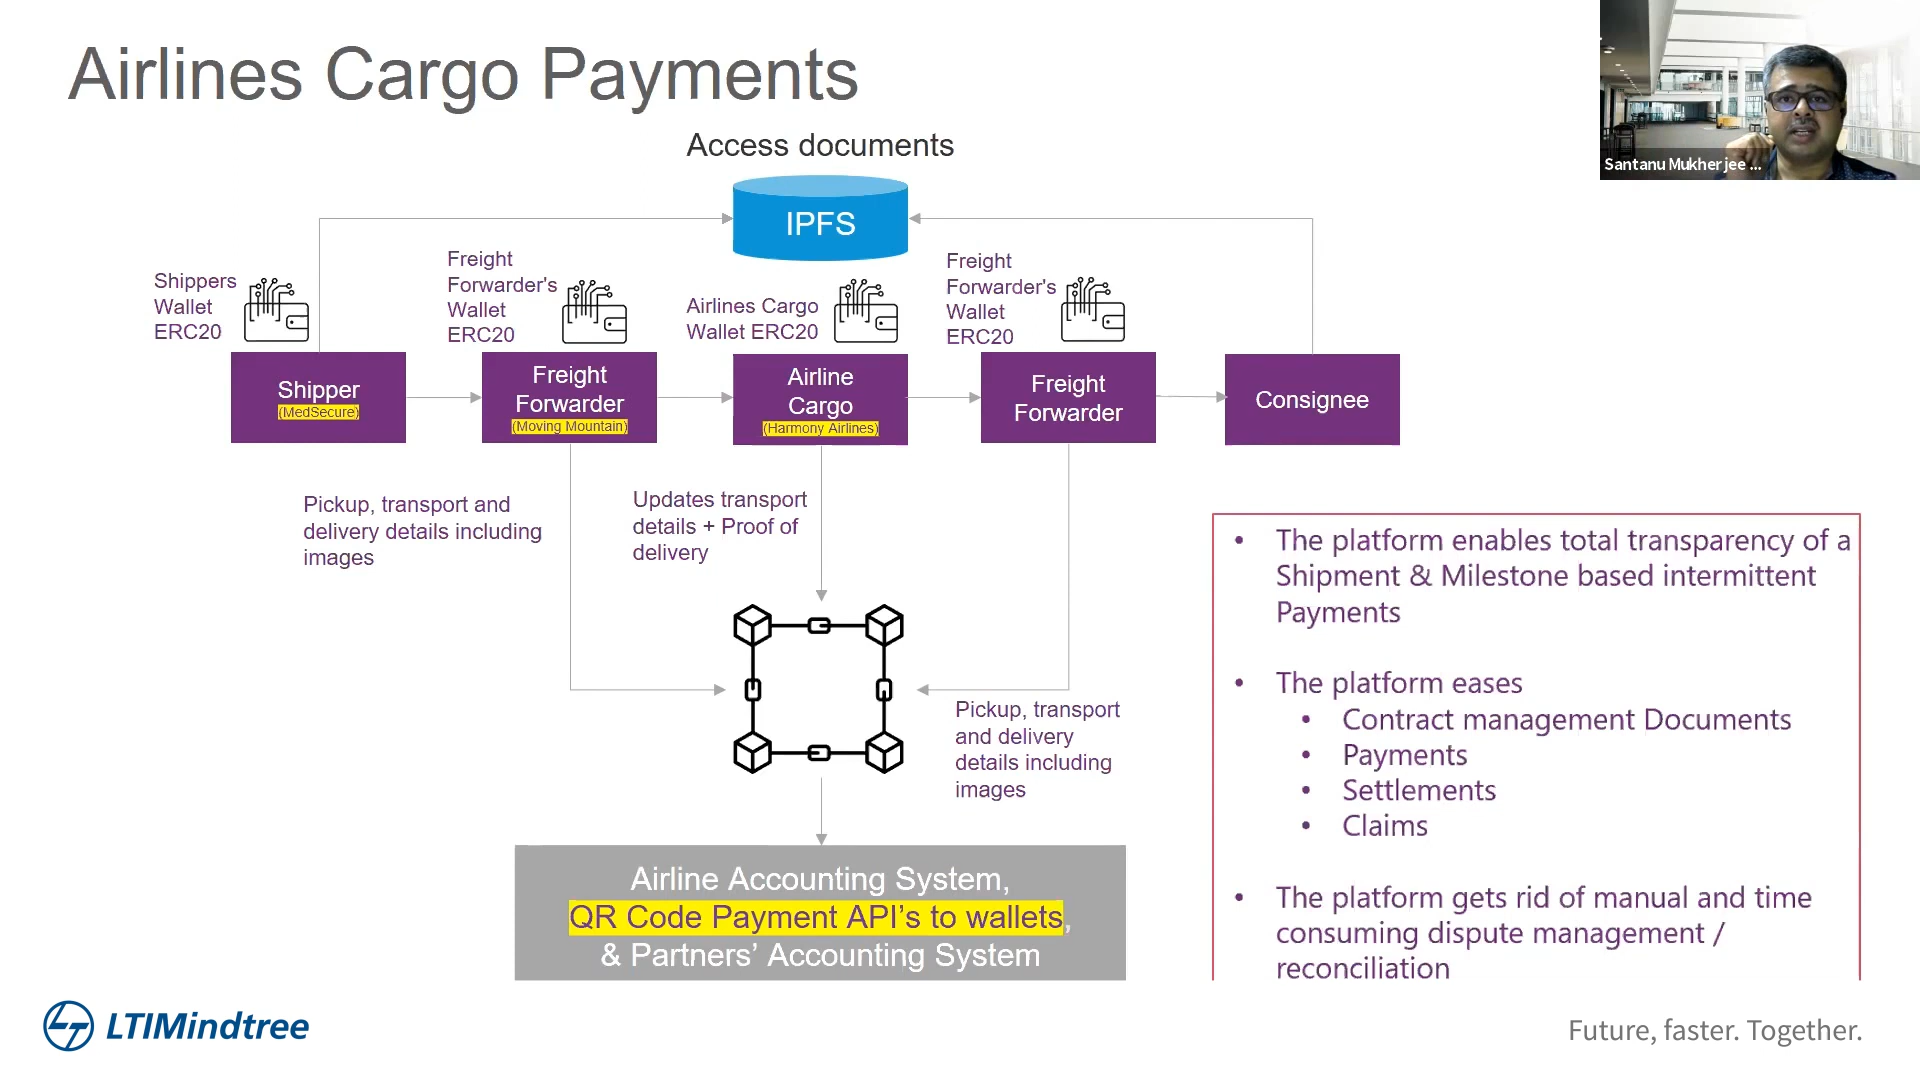 Airlines Cargo Payments
Santanu Mukherjee ...
Access documents
IPFS
Shippers
Wallet
ERC20
Freight
Forwarder's
Wallet
ERC20
Airlines Cargo
Wallet ERC20
Freight
Forwarder's
Wallet
ERC20
Shipper
(MedSecure)
Freight
Forwarder
(Moving Mountain)
Airline
Cargo
(Harmony Airlines)
Freight
Forwarder
Consignee
Pickup, transport and
delivery details including
images
Updates transport
details + Proof of
delivery
Pickup, transport
and delivery
details including
images
Airline Accounting System,
QR Code Payment API’s to wallets,
& Partners’ Accounting System
• The platform enables total transparency of a
Shipment & Milestone based intermittent
Payments
• The platform eases
• Contract management Documents
• Payments
• Settlements
• Claims
• The platform gets rid of manual and time
consuming dispute management /
reconciliation
LTIMindtree
Future, faster. Together.